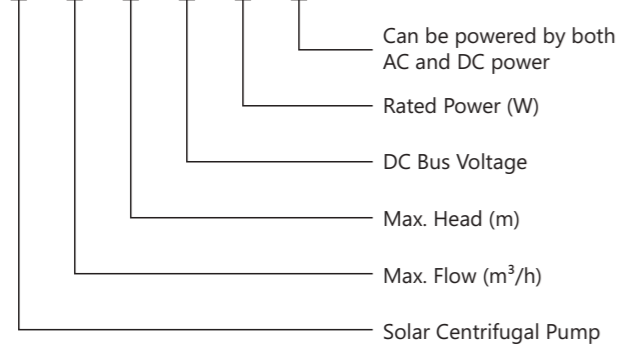 Can be powered by both
AC and DC power
Rated Power (W)
DC Bus Voltage
Max. Head (m)
Max. Flow (m³/h)
Solar Centrifugal Pump